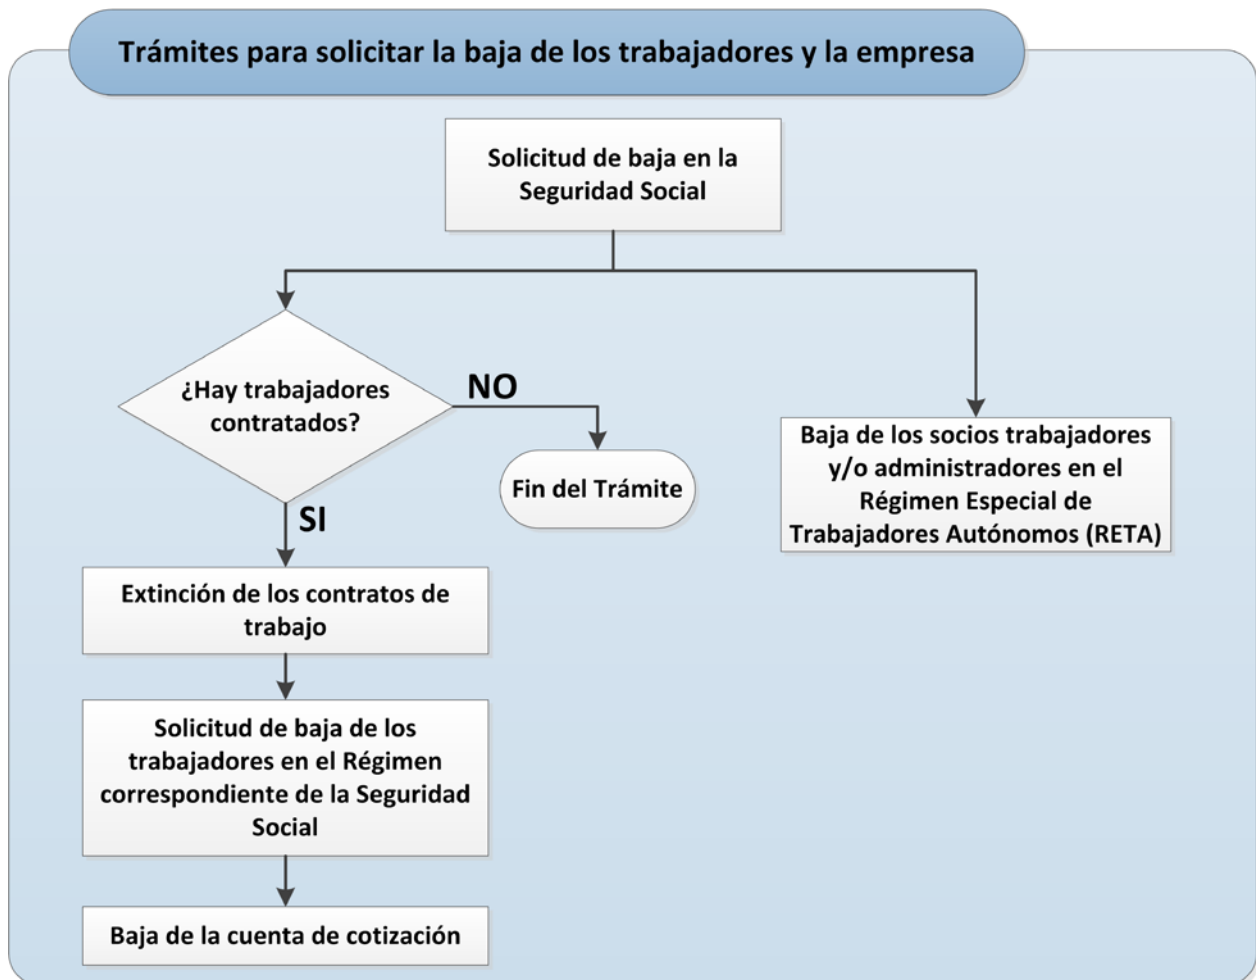 Trámites para solicitar la baja de los trabajadores y la empresa
Solicitud de baja en la
Seguridad Social
¿Hay trabajadores
contratados?
NO
Fin del Trámite
Baja de los socios trabajadores
y/o administradores en el
Régimen Especial de
Trabajadores Autónomos (RETA)
SI
Extinción de los contratos de
trabajo
Solicitud de baja de los
trabajadores en el Régimen
correspondiente de la Seguridad
Social
Baja de la cuenta de cotización